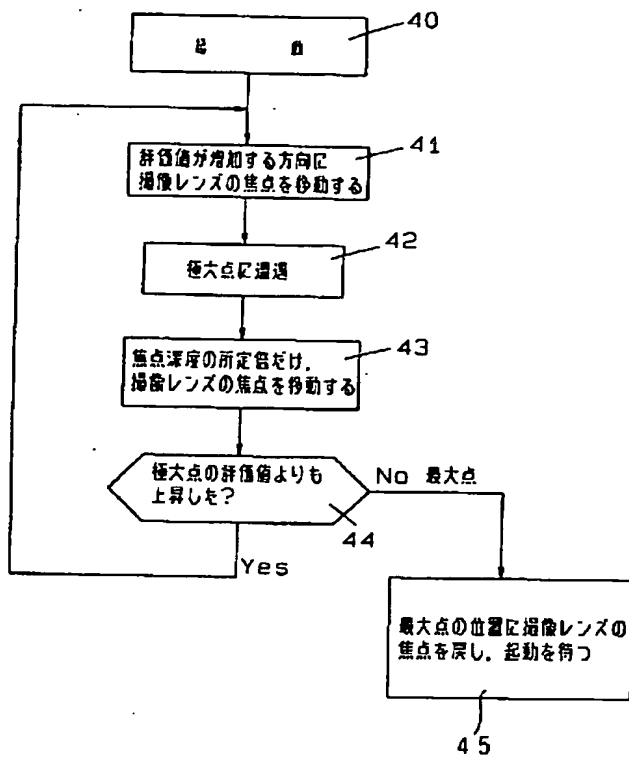 起 動
40
評価値が増加する方向に
撮像レンズの焦点を移動する
41
極大点に遭遇
42
焦点深度の所定倍だけ,
撮像レンズの焦点を移動する
43
極大点の評価値よりも
上昇した?
44
No 最大点
Yes
最大点の位置に撮像レンズの
焦点を戻し,起動を待つ
45